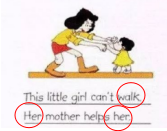 This little girl can't walk.
Her mother helps her.